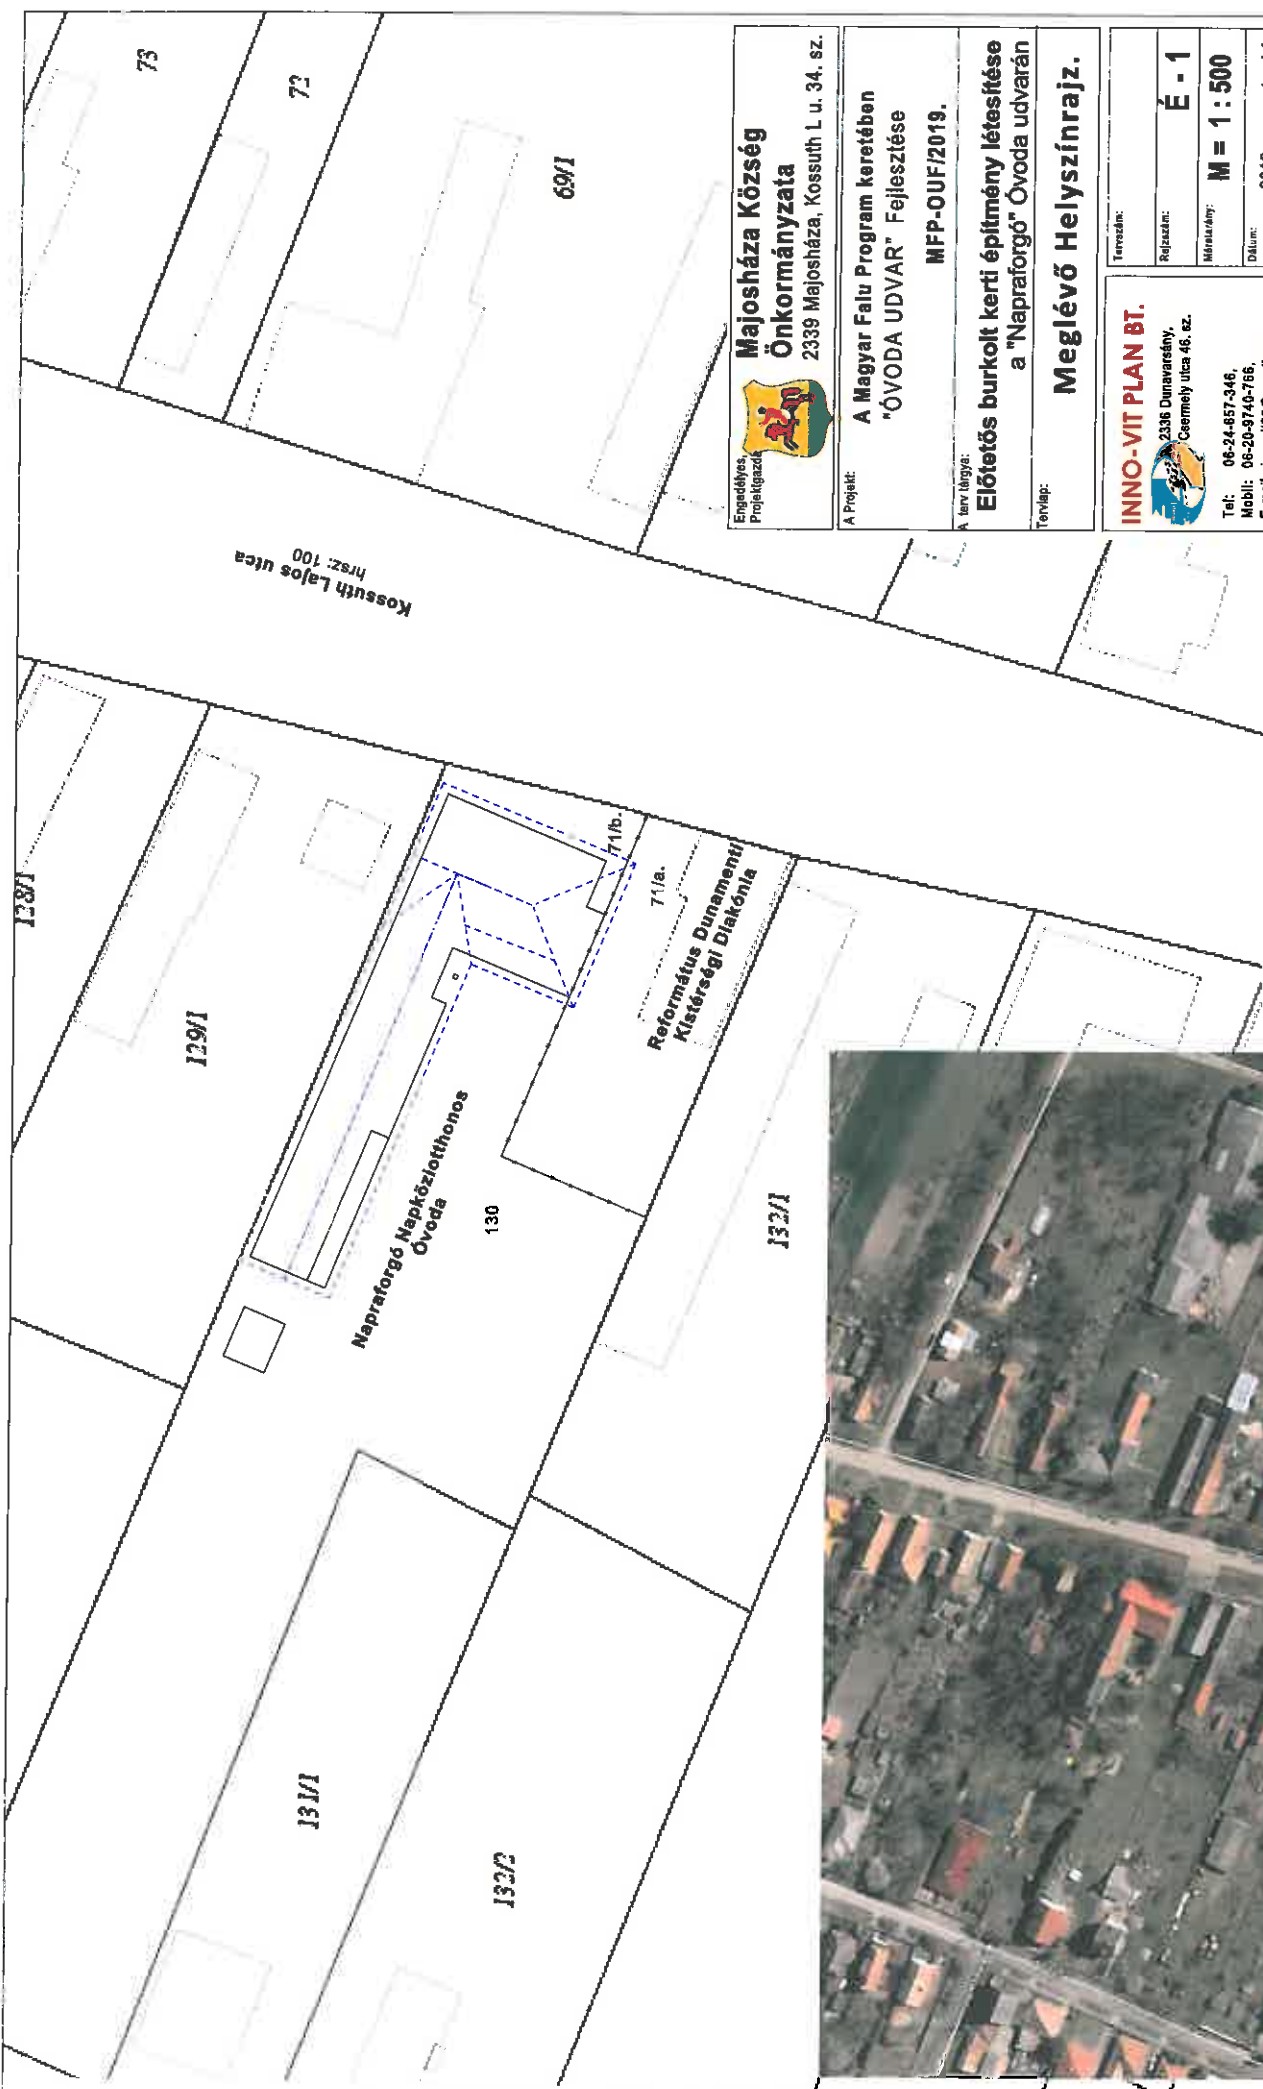 73
72
69/1
Kossuth Lajos utca
hrsz: 100
128/1
129/1
71/b.
71/a.
Református Dunamenti
Kistérségi Diakónia
Napraforgó Napköziotthonos
Óvoda
130
132/1
131/1
132/2
Engedélyes,
Projektgazda
Majosháza Község
Önkormányzata
2339 Majosháza, Kossuth L u. 34. sz.
A Projekt:
A Magyar Falu Program keretében
"ÓVODA UDVAR" Fejlesztése
MFP-OUF/2019.
A terv tárgya:
Előtetős burkolt kerti építmény létesítése
a "Napraforgó" Óvoda udvarán
Tervlap:
Meglévő Helyszínrajz.
INNO-VIT PLAN BT.
2336 Dunavarsány,
Csermely utca 46. sz.
Tel: 06-24-657-346,
Mobil: 06-20-9740-766,
Tervszám:
Rajzszám:
É - 1
Méretarány:
M = 1 : 500
Dátum: